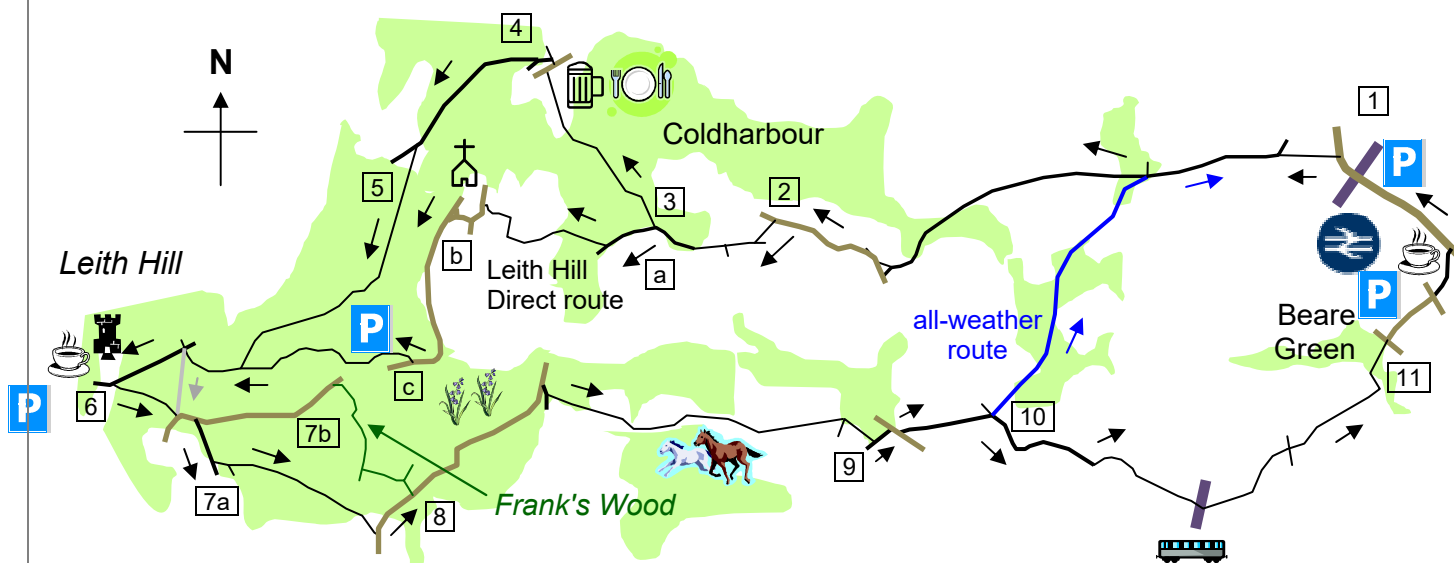 4
N
1
P
Coldharbour
5
3
2
b
Leith Hill
Leith Hill
Direct route
a
P
all-weather
route
P
Beare
Green
P
6
c
11
7b
10
9
7a
8
Frank's Wood